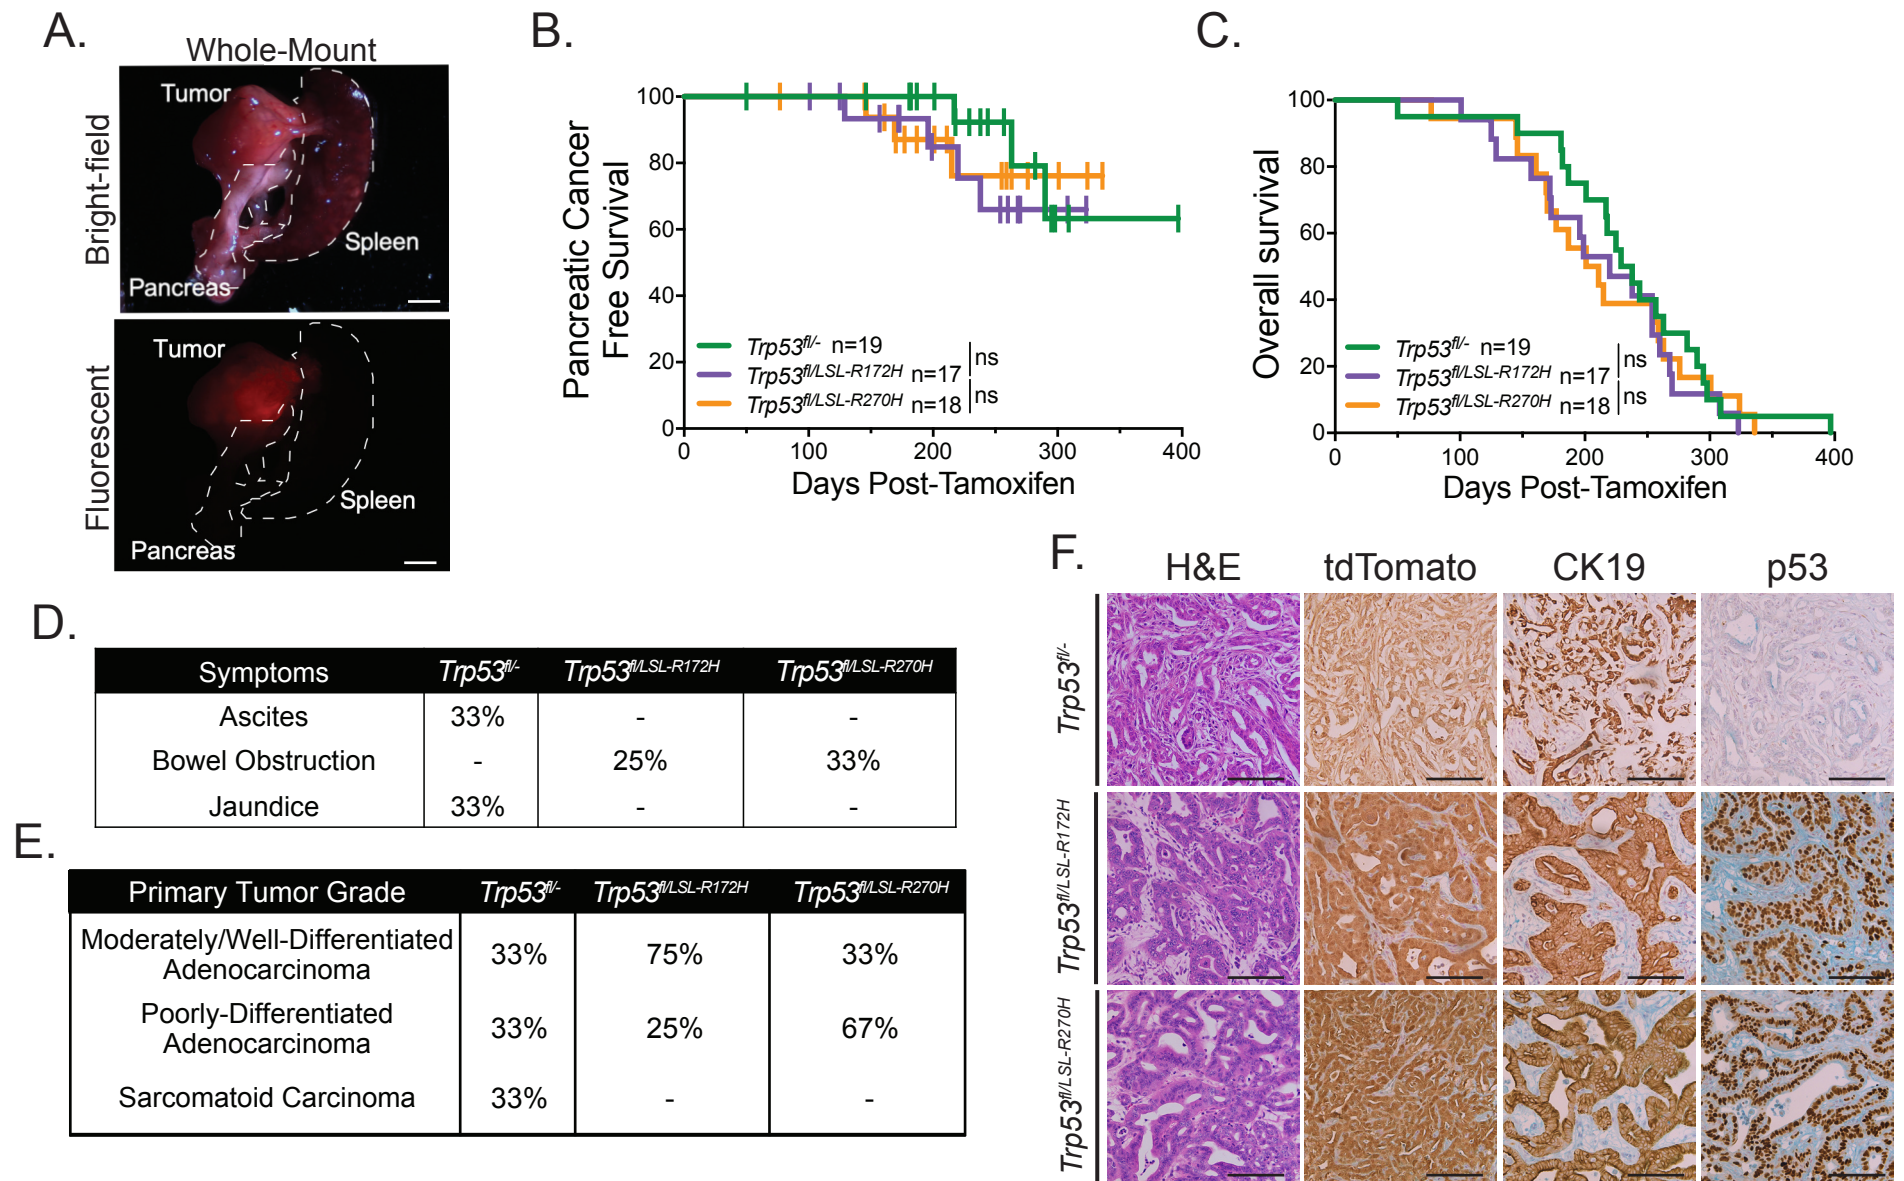 A.
Whole-Mount
Bright-field
Tumor
Spleen
Pancreas
Fluorescent
Tumor
Spleen
Pancreas
B.
Pancreatic Cancer
Free Survival
100
80
60
40
20
0
Trp53fl/- n=19
Trp53fl/LSL-R172H n=17
Trp53fl/LSL-R270H n=18
ns
ns
0 100 200 300 400
Days Post-Tamoxifen
C.
Overall survival
100
80
60
40
20
0
Trp53fl/- n=19
Trp53fl/LSL-R172H n=17
Trp53fl/LSL-R270H n=18
ns
ns
0 100 200 300 400
Days Post-Tamoxifen
D.
Symptoms Trp53fl/- Trp53fl/LSL-R172H Trp53fl/LSL-R270H
Ascites 33% - -
Bowel Obstruction - 25% 33%
Jaundice 33% - -
E.
Primary Tumor Grade Trp53fl/- Trp53fl/LSL-R172H Trp53fl/LSL-R270H
Moderately/Well-Differentiated
Adenocarcinoma 33% 75% 33%
Poorly-Differentiated
Adenocarcinoma 33% 25% 67%
Sarcomatoid Carcinoma 33% - -
F.
H&E tdTomato CK19 p53
Trp53fl/-
Trp53fl/LSL-R172H
Trp53fl/LSL-R270H